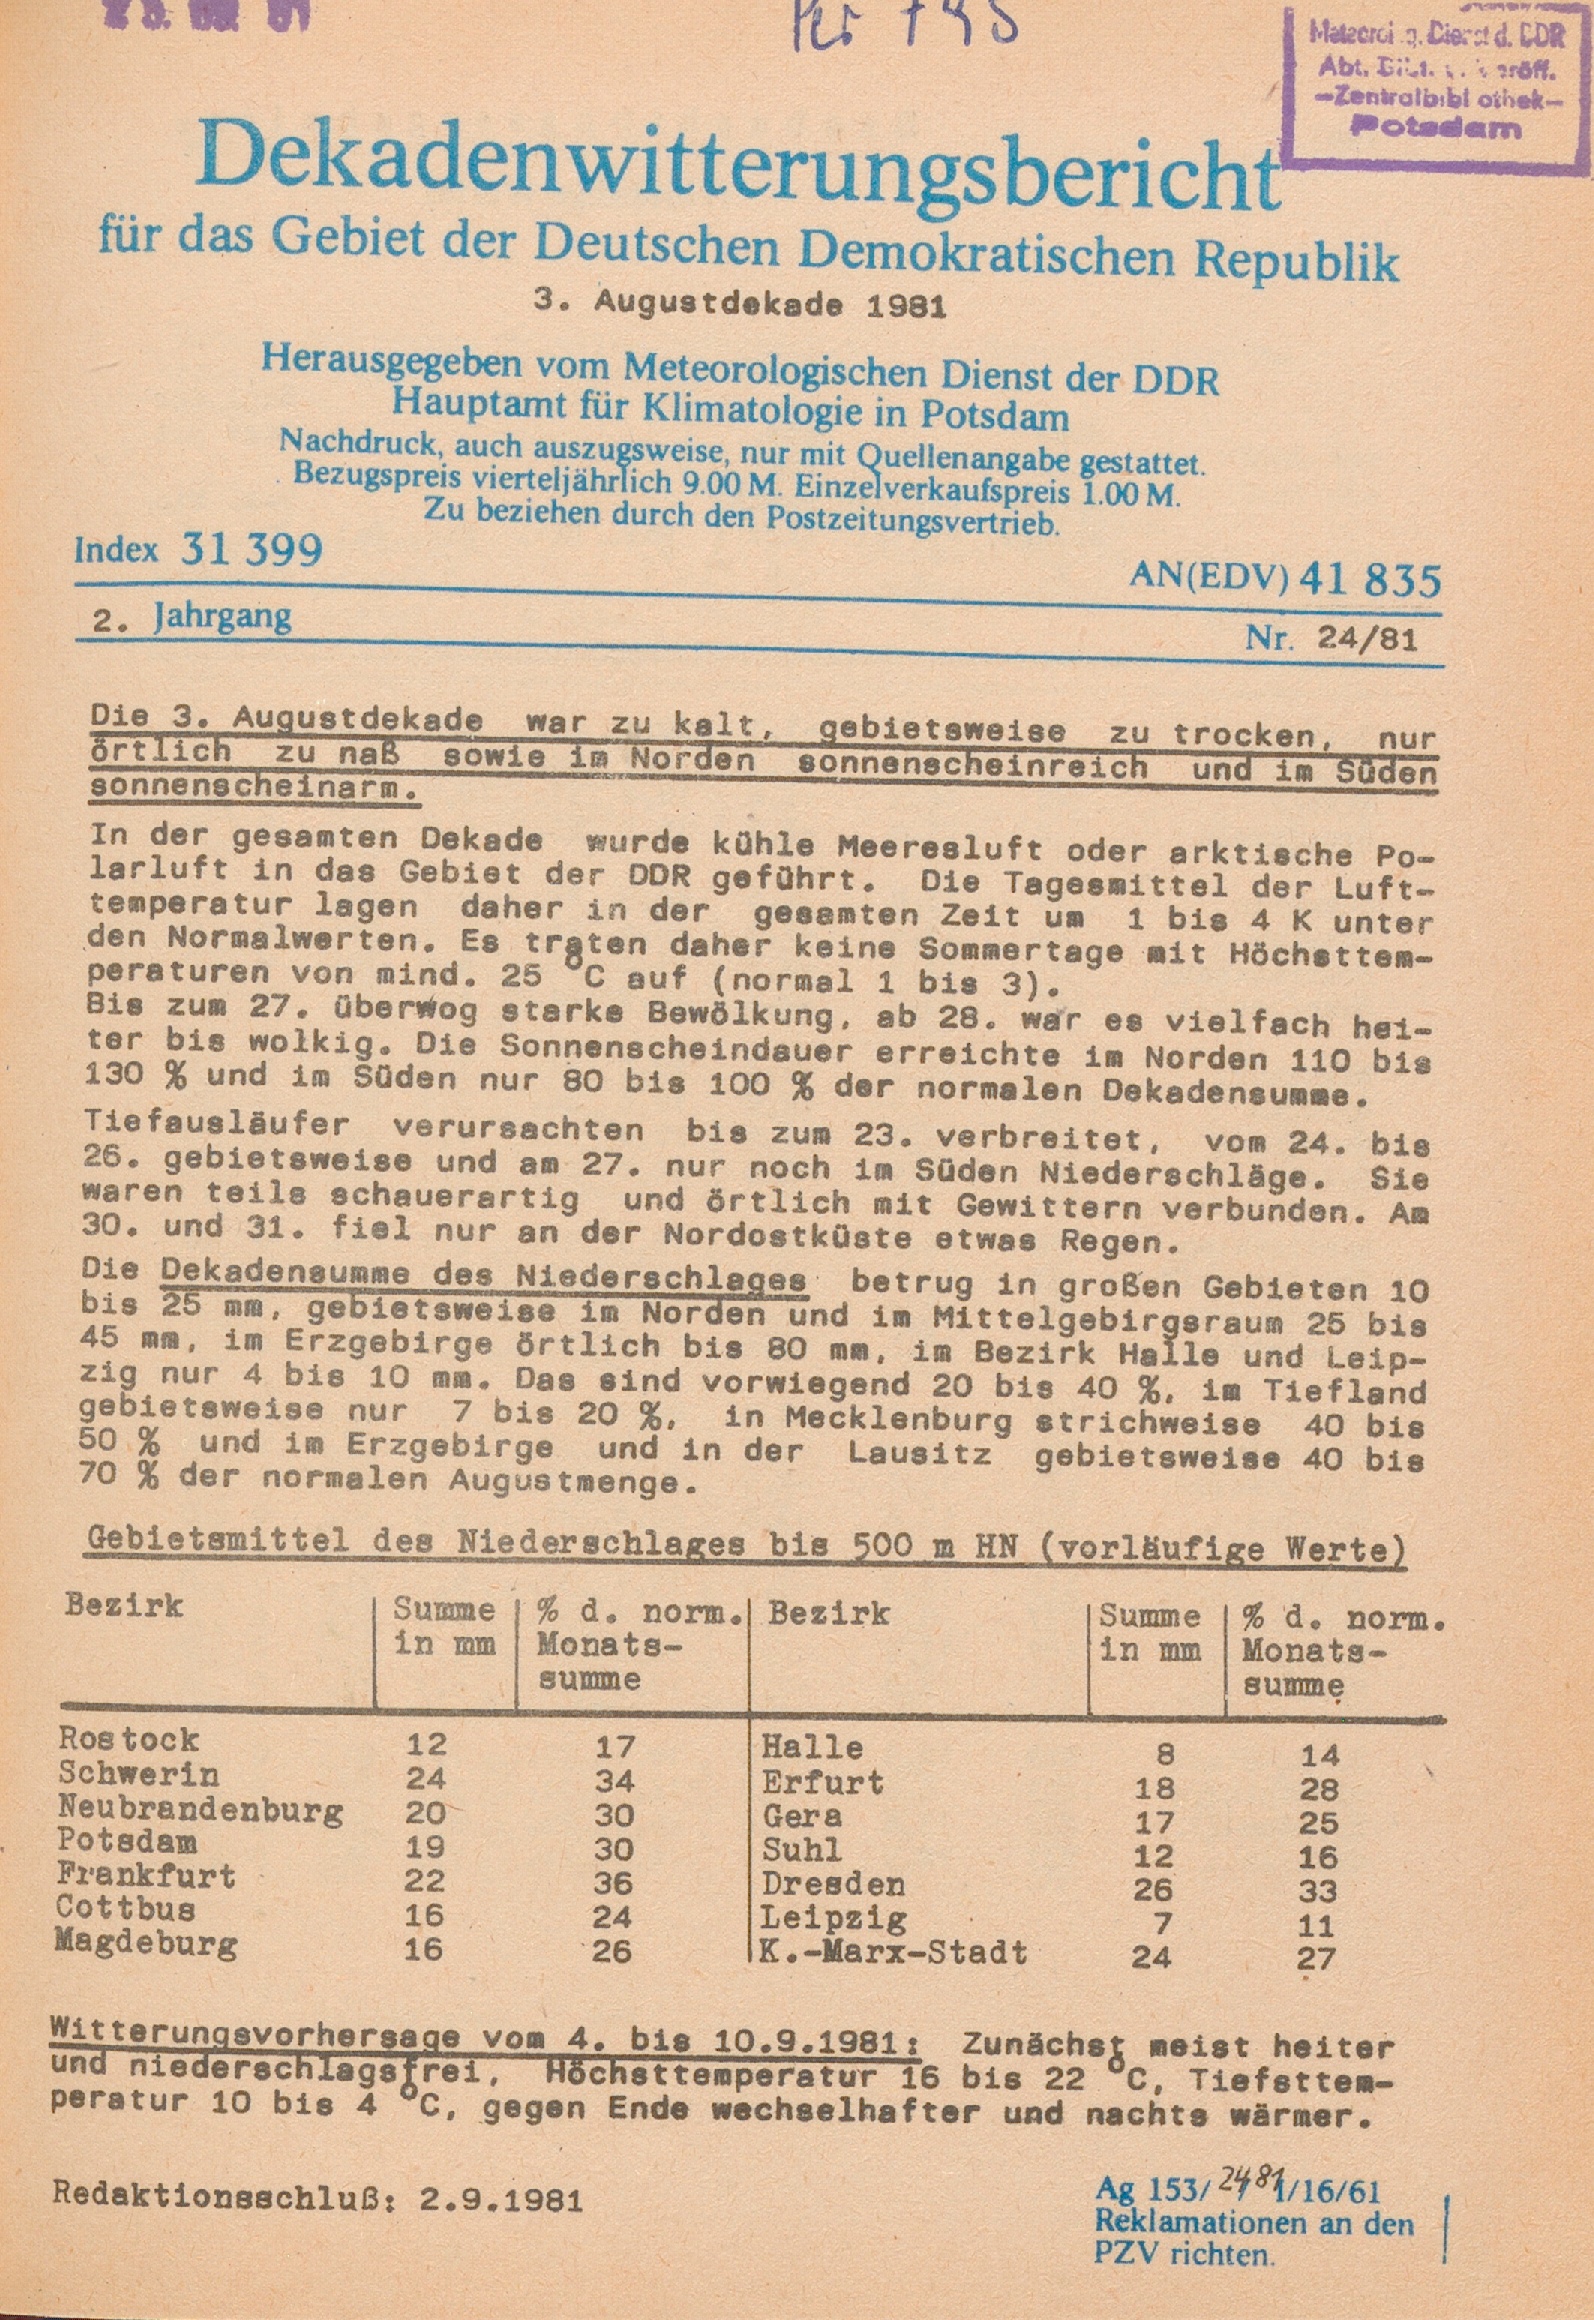 Per 745
Dienst d. DDR
Abt.
-Zentralbibliothek-
Potsdam
Dekadenwitterungsbericht
für das Gebiet der Deutschen Demokratischen Republik
3. Augustdekade 1981
Herausgegeben vom Meteorologischen Dienst der DDR
Hauptamt für Klimatologie in Potsdam
Nachdruck, auch auszugsweise, nur mit Quellenangabe gestattet.
Bezugspreis vierteljährlich 9.00 M. Einzelverkaufspreis 1.00 M.
Zu beziehen durch den Postzeitungsvertrieb.
Index 31 399
AN(EDV) 41 835
2. Jahrgang
Nr. 24/81
Die 3. Augustdekade war zu kalt, gebietsweise zu trocken, nur
örtlich zu naß sowie im Norden sonnenscheinreich und im Süden
sonnenscheinarm.
In der gesamten Dekade wurde kühle Meeresluft oder arktische Po-
larluft in das Gebiet der DDR geführt. Die Tagesmittel der Luft-
temperatur lagen daher in der gesamten Zeit um 1 bis 4 K unter
den Normalwerten. Es traten daher keine Sommertage mit Höchsttem-
peraturen von mind. 25 °C auf (normal 1 bis 3).
Bis zum 27. überwog starke Bewölkung, ab 28. war es vielfach hei-
ter bis wolkig. Die Sonnenscheindauer erreichte im Norden 110 bis
130 % und im Süden nur 80 bis 100 % der normalen Dekadensumme.
Tiefausläufer verursachten bis zum 23. verbreitet, vom 24. bis
26. gebietsweise und am 27. nur noch im Süden Niederschläge. Sie
waren teils schauerartig und örtlich mit Gewittern verbunden. Am
30. und 31. fiel nur an der Nordostküste etwas Regen.
Die Dekadensumme des Niederschlages betrug in großen Gebieten 10
bis 25 mm, gebietsweise im Norden und im Mittelgebirgsraum 25 bis
45 mm, im Erzgebirge örtlich bis 80 mm, im Bezirk Halle und Leip-
zig nur 4 bis 10 mm. Das sind vorwiegend 20 bis 40 %, im Tiefland
gebietsweise nur 7 bis 20 %, in Mecklenburg strichweise 40 bis
50 % und im Erzgebirge und in der Lausitz gebietsweise 40 bis
70 % der normalen Augustmenge.
Gebietsmittel des Niederschlages bis 500 m HN (vorläufige Werte)
Bezirk Summe % d. norm. Bezirk Summe % d. norm.
in mm Monats- in mm Monats-
summe summe
Rostock 12 17 Halle 8 14
Schwerin 24 34 Erfurt 18 28
Neubrandenburg 20 30 Gera 17 25
Potsdam 19 30 Suhl 12 16
Frankfurt 22 36 Dresden 26 33
Cottbus 16 24 Leipzig 7 11
Magdeburg 16 26 K.-Marx-Stadt 24 27
Witterungsvorhersage vom 4. bis 10.9.1981: Zunächst meist heiter
und niederschlagsfrei, Höchsttemperatur 16 bis 22 °C, Tiefsttem-
peratur 10 bis 4 °C, gegen Ende wechselhafter und nachts wärmer.
Redaktionsschluß: 2.9.1981
Ag 153/ 24/81/16/61
Reklamationen an den
PZV richten.